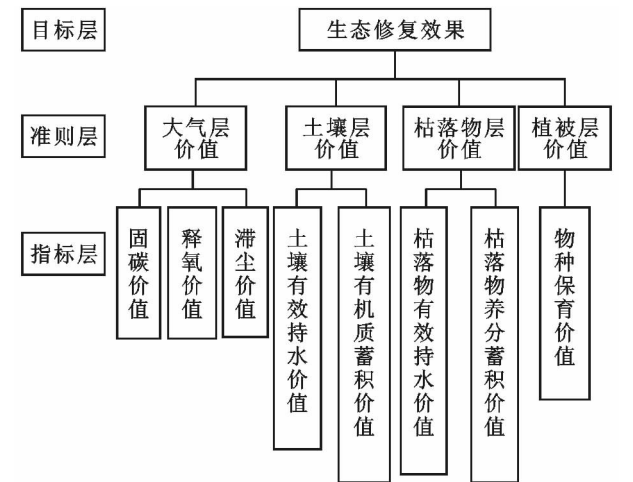 目标层
生态修复效果
准则层
大气层
价值
土壤层
价值
枯落物层
价值
植被层
价值
指标层
固碳价值
释氧价值
滞尘价值
土壤有效持水价值
土壤有机质蓄积价值
枯落物有效持水价值
枯落物养分蓄积价值
物种保育价值